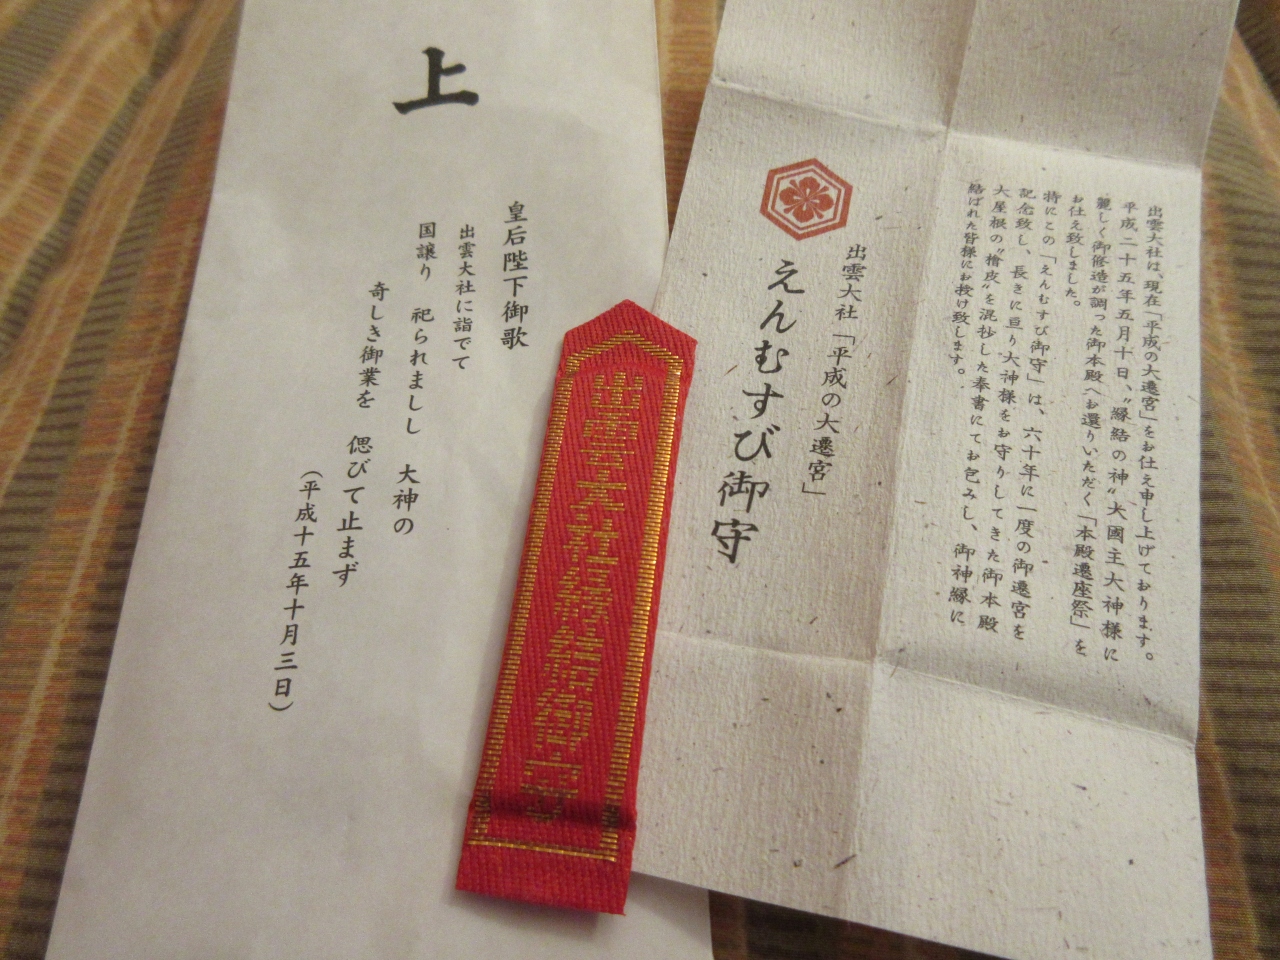 上
皇后陛下御歌
出雲大社に詣でて
国譲り 祀られましし 大神の
奇しき御業を 偲びて止まず
(平成十五年十月三日)
出雲大社縁結御守
出雲大社は、現在「平成の大遷宮」をお仕え申し上げております。
平成二十五年五月十日、〝縁結の神〟大國主大神様に
麗しく御修造が調った御本殿へお還りいただく「本殿遷座祭」を
お仕え致しました。
特にこの「えんむすび御守」は、六十年に一度の御遷宮を
記念致し、長きに亘り大神様をお守りしてきた御本殿
大屋根の〝檜皮〟を混抄した奉書にてお包みし、御神縁に
結ばれた皆様にお授け致します。
出雲大社「平成の大遷宮」
えんむすび御守